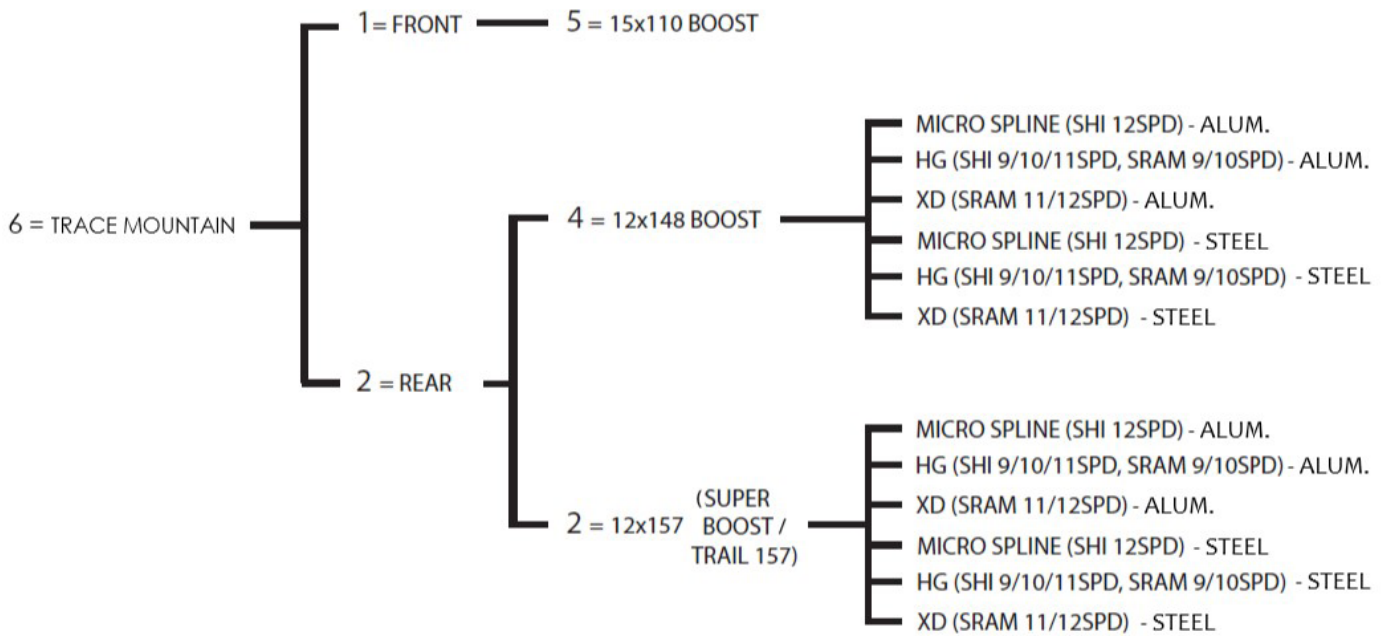 1= FRONT
5 = 15x110 BOOST
6 = TRACE MOUNTAIN
2 = REAR
4 = 12x148 BOOST
MICRO SPLINE (SHI 12SPD) - ALUM.
HG (SHI 9/10/11SPD, SRAM 9/10SPD) - ALUM.
XD (SRAM 11/12SPD) - ALUM.
MICRO SPLINE (SHI 12SPD) - STEEL
HG (SHI 9/10/11SPD, SRAM 9/10SPD) - STEEL
XD (SRAM 11/12SPD) - STEEL
2 = 12x157
(SUPER
BOOST /
TRAIL 157)
MICRO SPLINE (SHI 12SPD) - ALUM.
HG (SHI 9/10/11SPD, SRAM 9/10SPD) - ALUM.
XD (SRAM 11/12SPD) - ALUM.
MICRO SPLINE (SHI 12SPD) - STEEL
HG (SHI 9/10/11SPD, SRAM 9/10SPD) - STEEL
XD (SRAM 11/12SPD) - STEEL